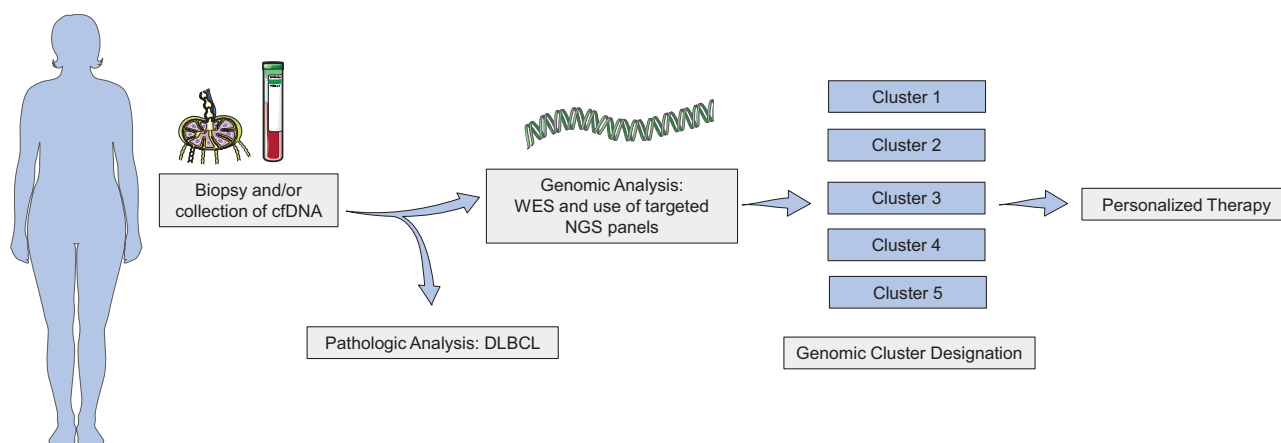 Biopsy and/or
collection of cfDNA
Genomic Analysis:
WES and use of targeted
NGS panels
Pathologic Analysis: DLBCL
Cluster 1
Cluster 2
Cluster 3
Cluster 4
Cluster 5
Genomic Cluster Designation
Personalized Therapy